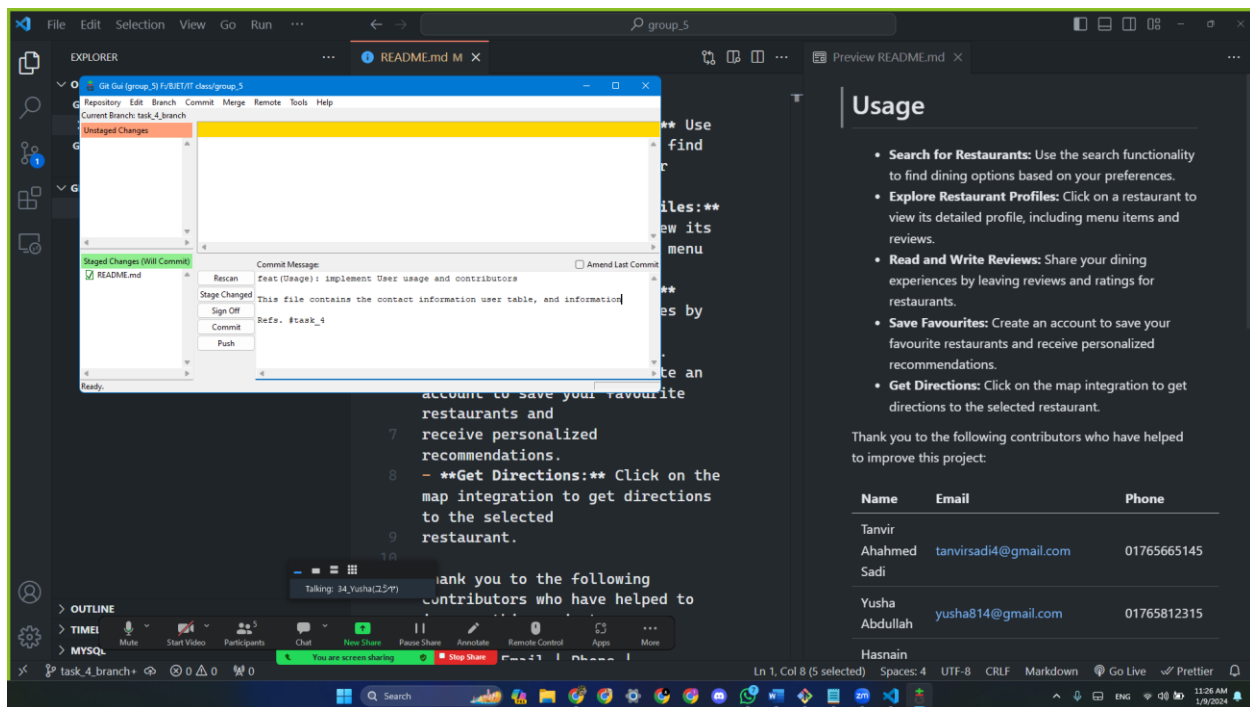 File Edit Selection View Go Run ··· group_5
EXPLORER
README.md M
Preview README.md
Git Gui (group_5) F:/BJET/IT class/group_5
Repository Edit Branch Commit Merge Remote Tools Help
Current Branch: task_4_branch
Unstaged Changes
Staged Changes (Will Commit)
README.md
Commit Message:
Amend Last Commit
Rescan
Stage Changed
Sign Off
Commit
Push
feat(Usage): implement User usage and contributors
This file contains the contact information user table, and information
Refs. #task_4
Ready.
** Use
find
iles:**
ew its
menu
**
es by
te an
account to save your favourite
restaurants and
7 receive personalized
recommendations.
8 - **Get Directions:** Click on the
map integration to get directions
to the selected
9 restaurant.
10
ank you to the following
contributors who have helped to
Email | Phone |
Usage
• Search for Restaurants: Use the search functionality
to find dining options based on your preferences.
• Explore Restaurant Profiles: Click on a restaurant to
view its detailed profile, including menu items and
reviews.
• Read and Write Reviews: Share your dining
experiences by leaving reviews and ratings for
restaurants.
• Save Favourites: Create an account to save your
favourite restaurants and receive personalized
recommendations.
• Get Directions: Click on the map integration to get
directions to the selected restaurant.
Thank you to the following contributors who have helped
to improve this project:
Name Email Phone
Tanvir
Ahahmed tanvirsadi4@gmail.com 01765665145
Sadi
Yusha
Abdullah yusha814@gmail.com 01765812315
Hasnain
OUTLINE
TIMEL
MYSQL
Talking: 34_Yusha(ユシャ)
Mute Start Video Participants 5 Chat New Share Pause Share Annotate Remote Control Apps More
You are screen sharing Stop Share
task_4_branch+ 0 0 0 Ln 1, Col 8 (5 selected) Spaces: 4 UTF-8 CRLF Markdown Go Live Prettier
Search
ENG 11:26 AM
1/9/2024